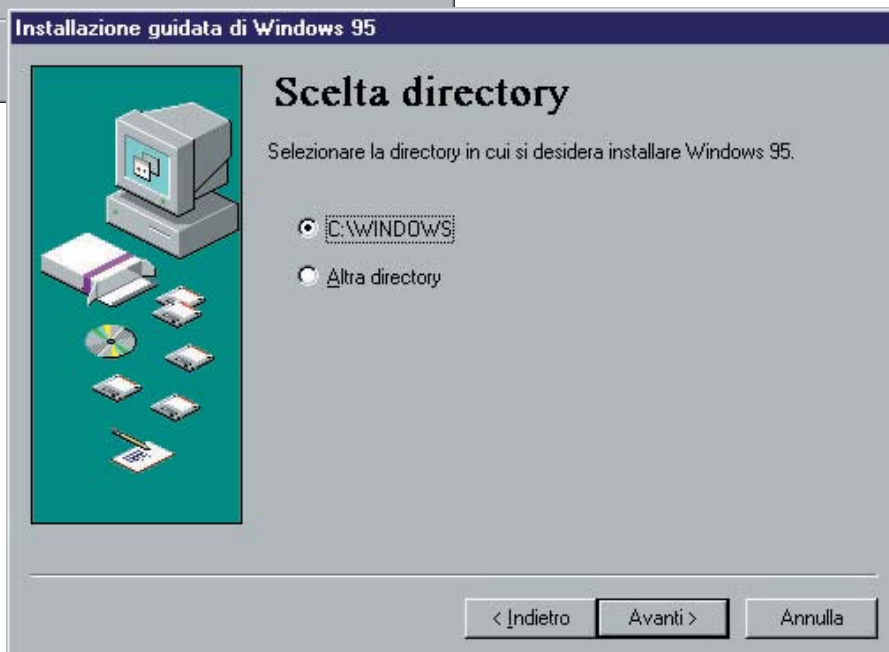 Installazione guidata di Windows 95
Scelta directory
Selezionare la directory in cui si desidera installare Windows 95.
C:\WINDOWS
Altra directory
< Indietro
Avanti >
Annulla